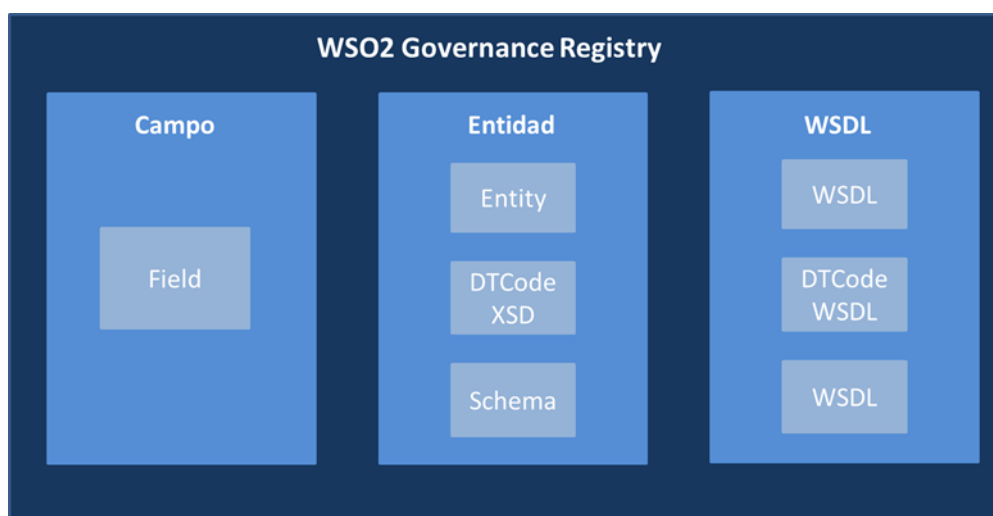 WSO2 Governance Registry
Campo
Field
Entidad
Entity
DTCode
XSD
Schema
WSDL
WSDL
DTCode
WSDL
WSDL